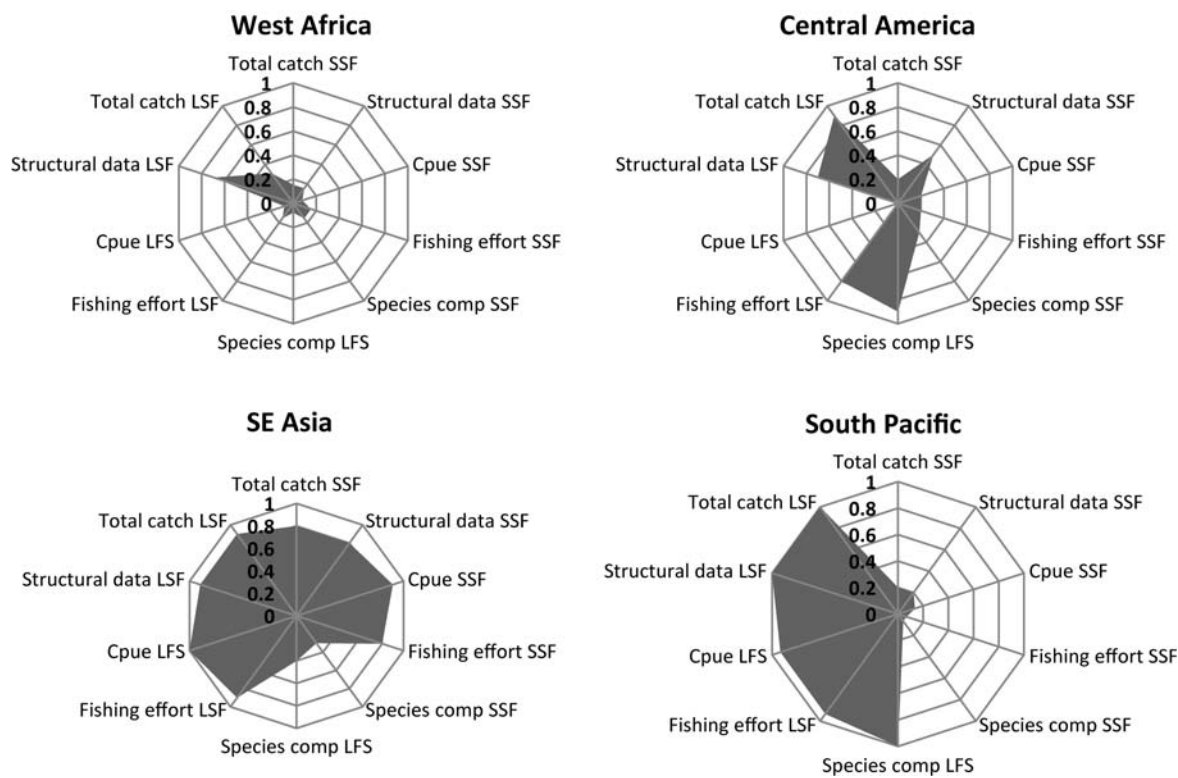 West Africa
Total catch SSF
Total catch LSF
Structural data SSF
Structural data LSF
Cpue SSF
Cpue LFS
Fishing effort SSF
Fishing effort LSF
Species comp SSF
Species comp LFS
1
0.8
0.6
0.4
0.2
0
Central America
Total catch SSF
Total catch LSF
Structural data SSF
Structural data LSF
Cpue SSF
Cpue LFS
Fishing effort SSF
Fishing effort LSF
Species comp SSF
Species comp LFS
1
0.8
0.6
0.4
0.2
0
SE Asia
Total catch SSF
Total catch LSF
Structural data SSF
Structural data LSF
Cpue SSF
Cpue LFS
Fishing effort SSF
Fishing effort LSF
Species comp SSF
Species comp LFS
1
0.8
0.6
0.4
0.2
0
South Pacific
Total catch SSF
Total catch LSF
Structural data SSF
Structural data LSF
Cpue SSF
Cpue LFS
Fishing effort SSF
Fishing effort LSF
Species comp SSF
Species comp LFS
1
0.8
0.6
0.4
0.2
0